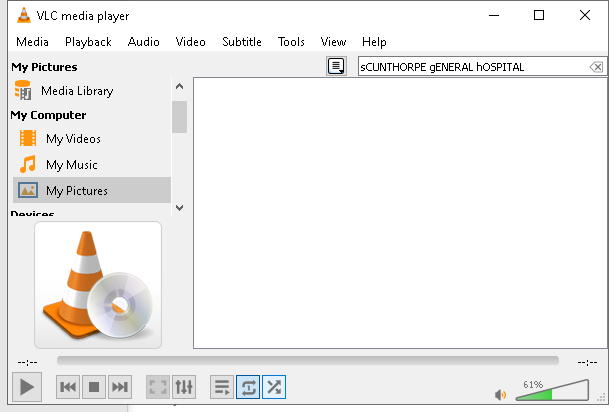 VLC media player
Media Playback Audio Video Subtitle Tools View Help
My Pictures
sCUNTHORPE gENERAL hOSPITAL
Media Library
My Computer
My Videos
My Music
My Pictures
Devices
--:-- --:--
61%